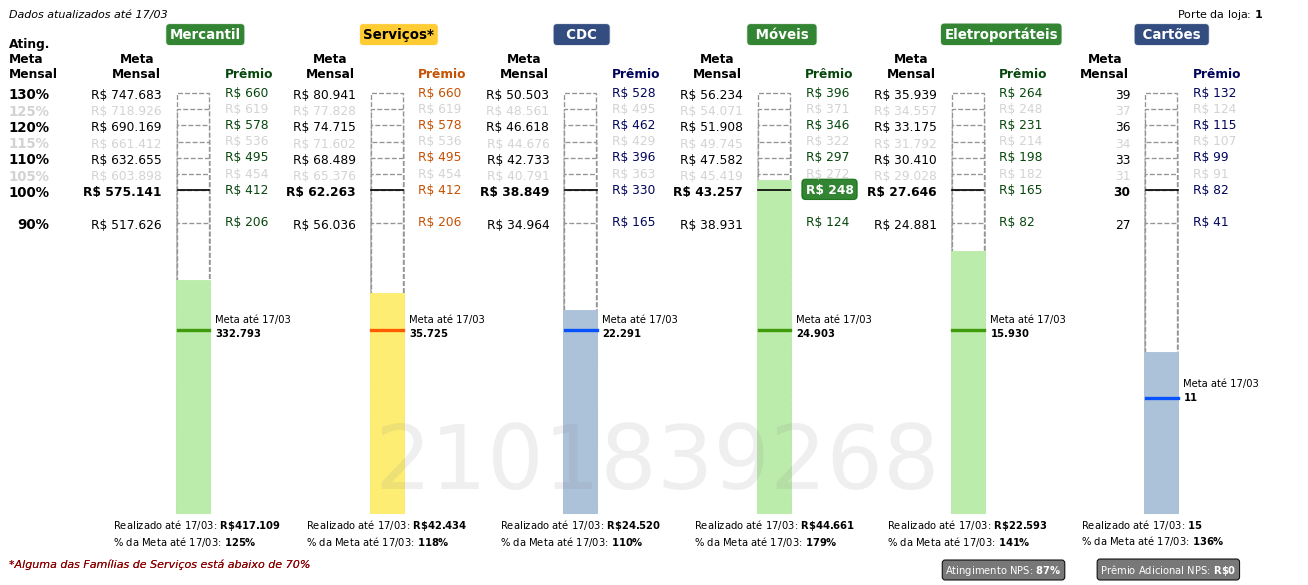 Dados atualizados até 17/03 Porte da loja: 1
Mercantil Serviços* CDC Móveis Eletroportáteis Cartões
Ating.
Meta Meta Meta Meta Meta Meta Meta
Mensal Mensal Prêmio Mensal Prêmio Mensal Prêmio Mensal Prêmio Mensal Prêmio Mensal Prêmio
130% R$ 747.683 R$ 660 R$ 80.941 R$ 660 R$ 50.503 R$ 528 R$ 56.234 R$ 396 R$ 35.939 R$ 264 39 R$ 132
125% R$ 718.926 R$ 619 R$ 77.828 R$ 619 R$ 48.561 R$ 495 R$ 54.071 R$ 371 R$ 34.557 R$ 248 37 R$ 124
120% R$ 690.169 R$ 578 R$ 74.715 R$ 578 R$ 46.618 R$ 462 R$ 51.908 R$ 346 R$ 33.175 R$ 231 36 R$ 115
115% R$ 661.412 R$ 536 R$ 71.602 R$ 536 R$ 44.676 R$ 429 R$ 49.745 R$ 322 R$ 31.792 R$ 214 34 R$ 107
110% R$ 632.655 R$ 495 R$ 68.489 R$ 495 R$ 42.733 R$ 396 R$ 47.582 R$ 297 R$ 30.410 R$ 198 33 R$ 99
105% R$ 603.898 R$ 454 R$ 65.376 R$ 454 R$ 40.791 R$ 363 R$ 45.419 R$ 272 R$ 29.028 R$ 182 31 R$ 91
100% R$ 575.141 R$ 412 R$ 62.263 R$ 412 R$ 38.849 R$ 330 R$ 43.257 R$ 248 R$ 27.646 R$ 165 30 R$ 82
90% R$ 517.626 R$ 206 R$ 56.036 R$ 206 R$ 34.964 R$ 165 R$ 38.931 R$ 124 R$ 24.881 R$ 82 27 R$ 41
Meta até 17/03 Meta até 17/03 Meta até 17/03 Meta até 17/03 Meta até 17/03
332.793 35.725 22.291 24.903 15.930
Meta até 17/03
11
2101839268
Realizado até 17/03: R$417.109 Realizado até 17/03: R$42.434 Realizado até 17/03: R$24.520 Realizado até 17/03: R$44.661 Realizado até 17/03: R$22.593 Realizado até 17/03: 15
% da Meta até 17/03: 125% % da Meta até 17/03: 118% % da Meta até 17/03: 110% % da Meta até 17/03: 179% % da Meta até 17/03: 141% % da Meta até 17/03: 136%
*Alguma das Famílias de Serviços está abaixo de 70% Atingimento NPS: 87% Prêmio Adicional NPS: R$0